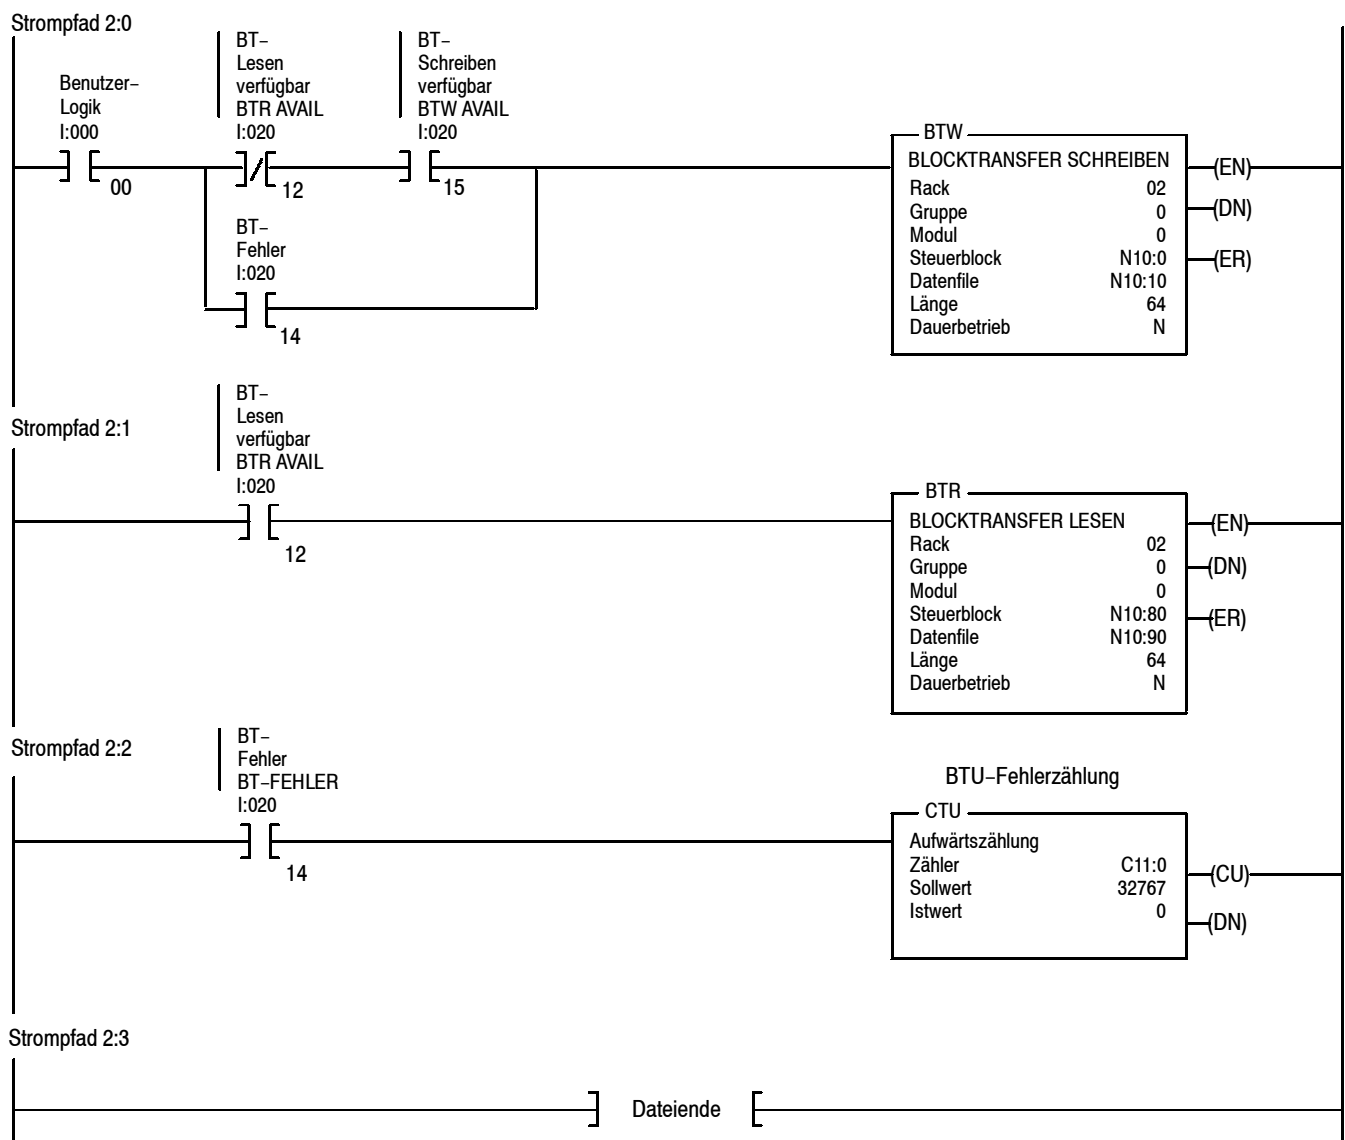 Strompfad 2:0
Benutzer–
Logik
I:000
00
BT–
Lesen
verfügbar
BTR AVAIL
I:020
12
BT–
Schreiben
verfügbar
BTW AVAIL
I:020
15
BT–
Fehler
I:020
14
BTW
BLOCKTRANSFER SCHREIBEN
Rack 02
Gruppe 0
Modul 0
Steuerblock N10:0
Datenfile N10:10
Länge 64
Dauerbetrieb N
(EN)
(DN)
(ER)
Strompfad 2:1
BT–
Lesen
verfügbar
BTR AVAIL
I:020
12
BTR
BLOCKTRANSFER LESEN
Rack 02
Gruppe 0
Modul 0
Steuerblock N10:80
Datenfile N10:90
Länge 64
Dauerbetrieb N
(EN)
(DN)
(ER)
Strompfad 2:2
BT–
Fehler
BT–FEHLER
I:020
14
BTU–Fehlerzählung
CTU
Aufwärtszählung
Zähler C11:0
Sollwert 32767
Istwert 0
(CU)
(DN)
Strompfad 2:3
Dateiende